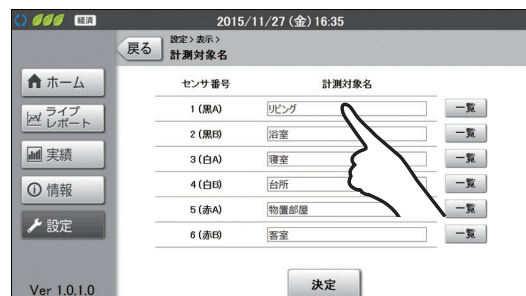 経済
2015/11/27 (金) 16:35
戻る
設定> 表示>
計測対象名
ホーム
ライブ
レポート
実績
情報
設定
Ver 1.0.1.0
センサ番号 計測対象名
1 (黒A) リビング 一覧
2 (黒B) 浴室 一覧
3 (白A) 寝室 一覧
4 (白B) 台所 一覧
5 (赤A) 物置部屋 一覧
6 (赤B) 客室 一覧
決定